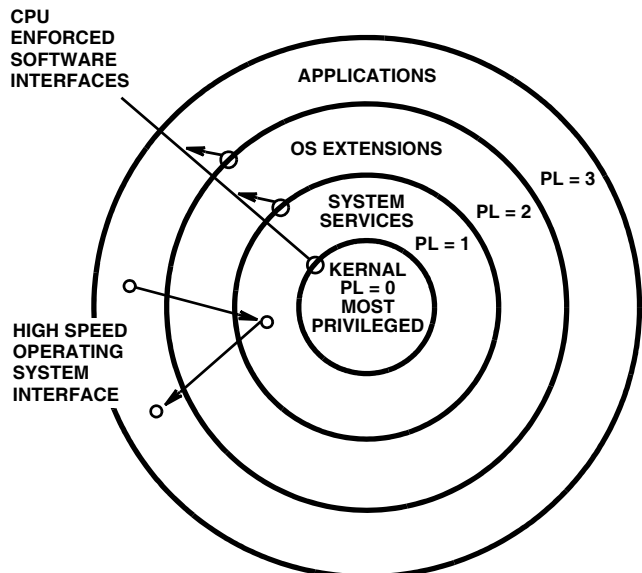 CPU
ENFORCED
SOFTWARE
INTERFACES
APPLICATIONS
OS EXTENSIONS
PL = 3
SYSTEM
SERVICES
PL = 2
PL = 1
KERNAL
PL = 0
MOST
PRIVILEGED
HIGH SPEED
OPERATING
SYSTEM
INTERFACE